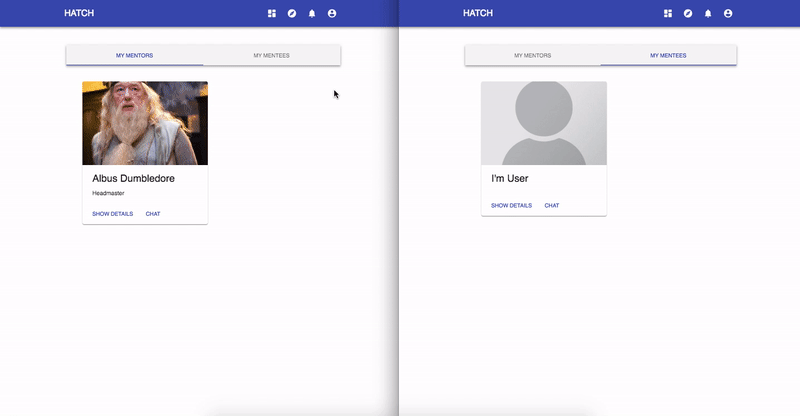 HATCH
MY MENTORS MY MENTEES
Albus Dumbledore
Headmaster
SHOW DETAILS CHAT
HATCH
MY MENTORS MY MENTEES
I'm User
SHOW DETAILS CHAT